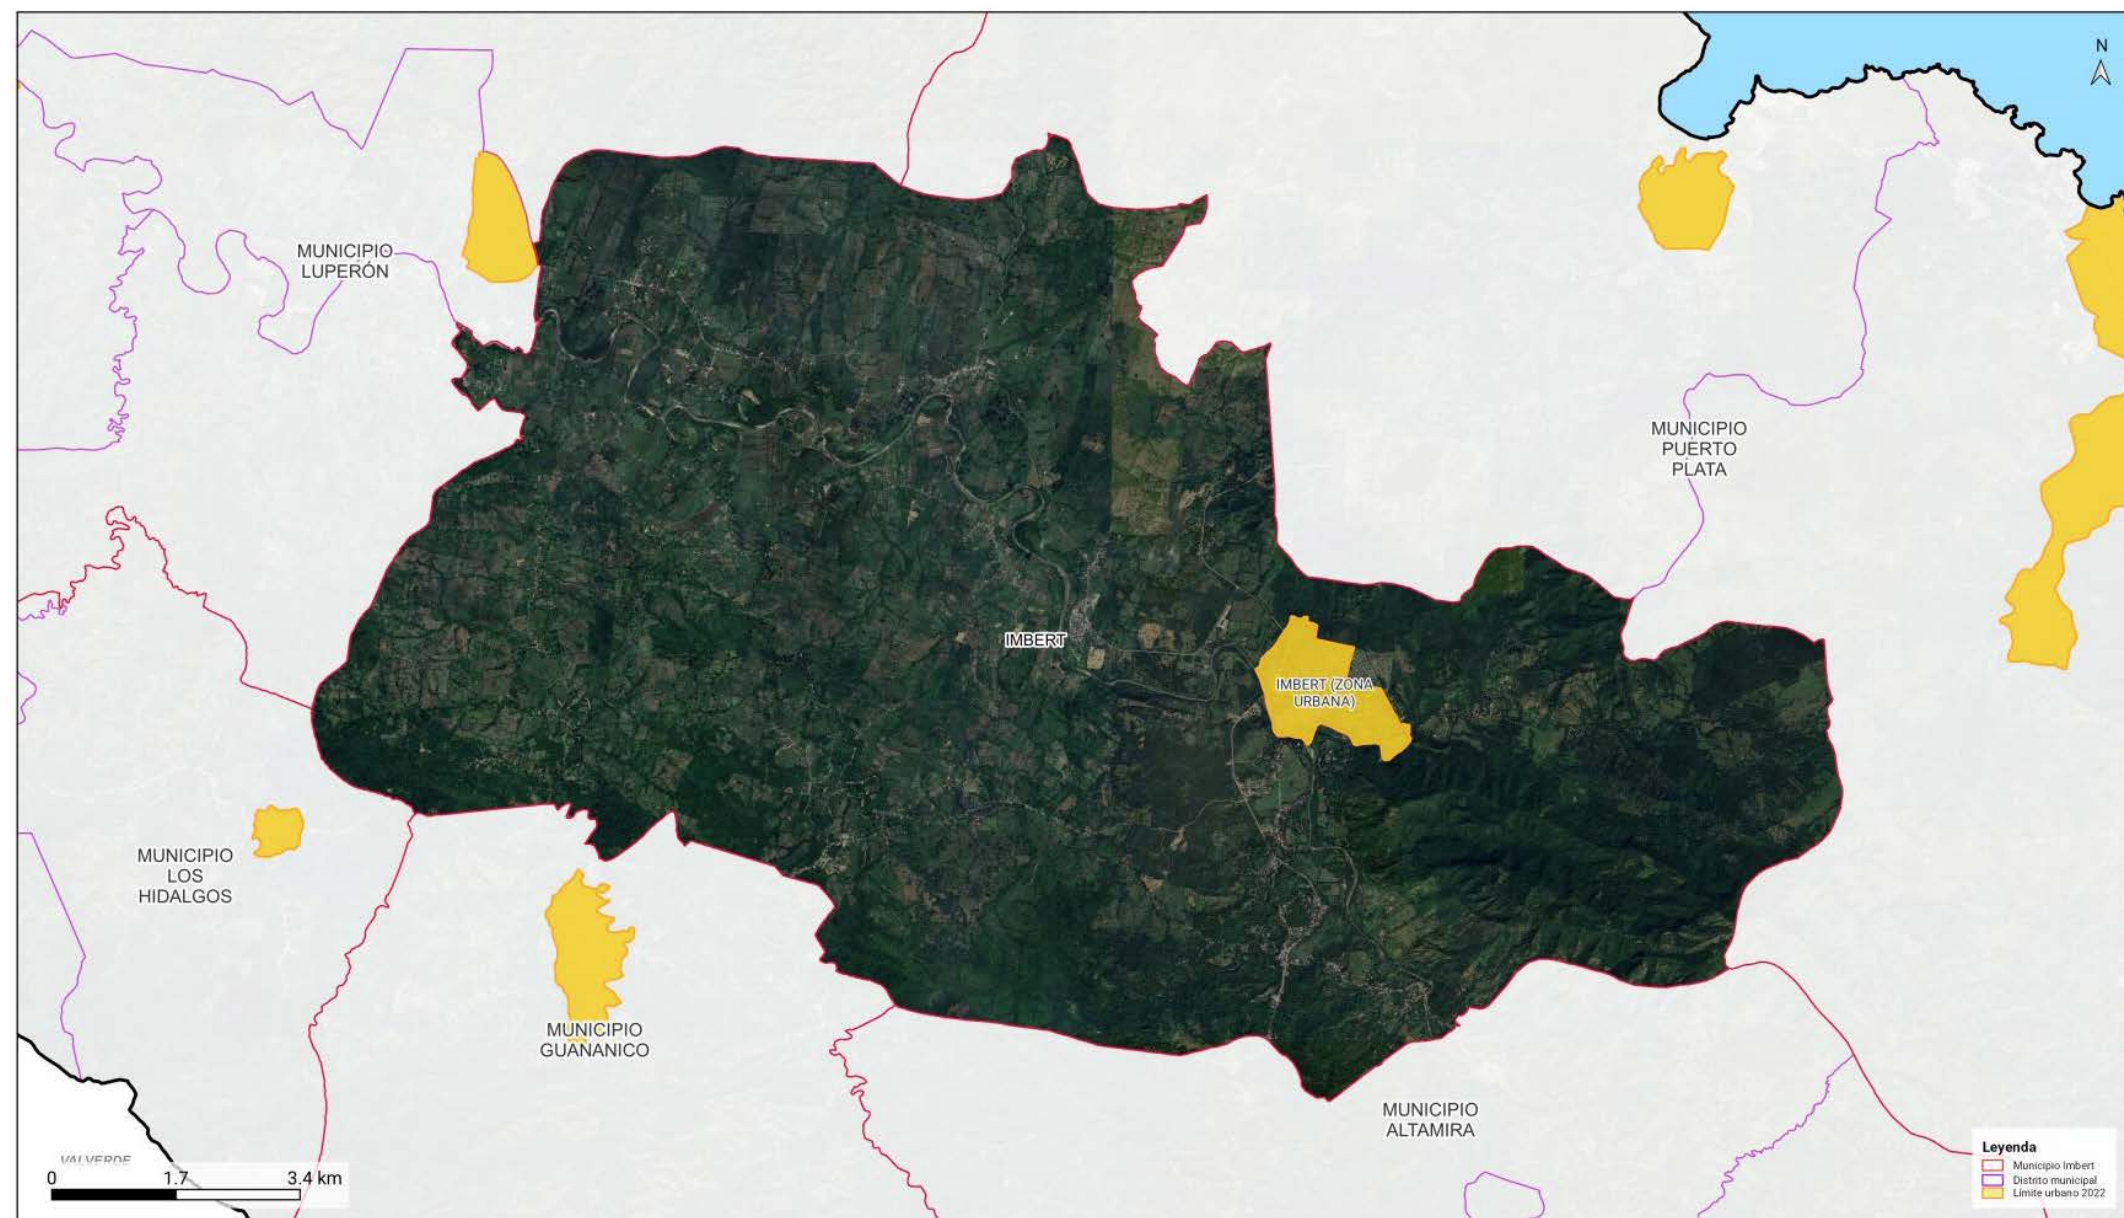 N
MUNICIPIO
LUPERÓN
MUNICIPIO
PUERTO
PLATA
IMBERT
IMBERT (ZONA
URBANA)
MUNICIPIO
LOS
HIDALGOS
MUNICIPIO
GUANANICO
MUNICIPIO
ALTAMIRA
VALVERDE
0 1.7 3.4 km
Leyenda
Municipio Imbert
Distrito municipal
Límite urbano 2022